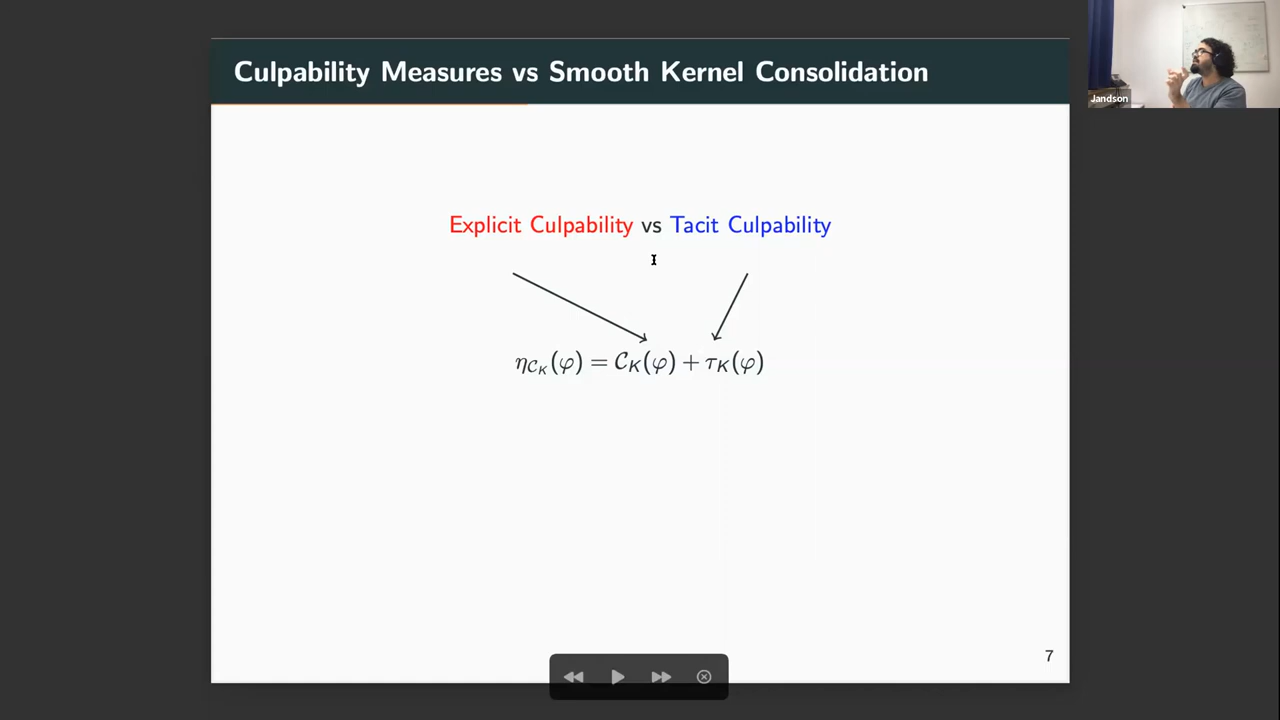 Culpability Measures vs Smooth Kernel Consolidation
Jandson
Explicit Culpability vs Tacit Culpability
η_{𝒞_K}(φ) = 𝒞_K(φ) + τ_K(φ)
7